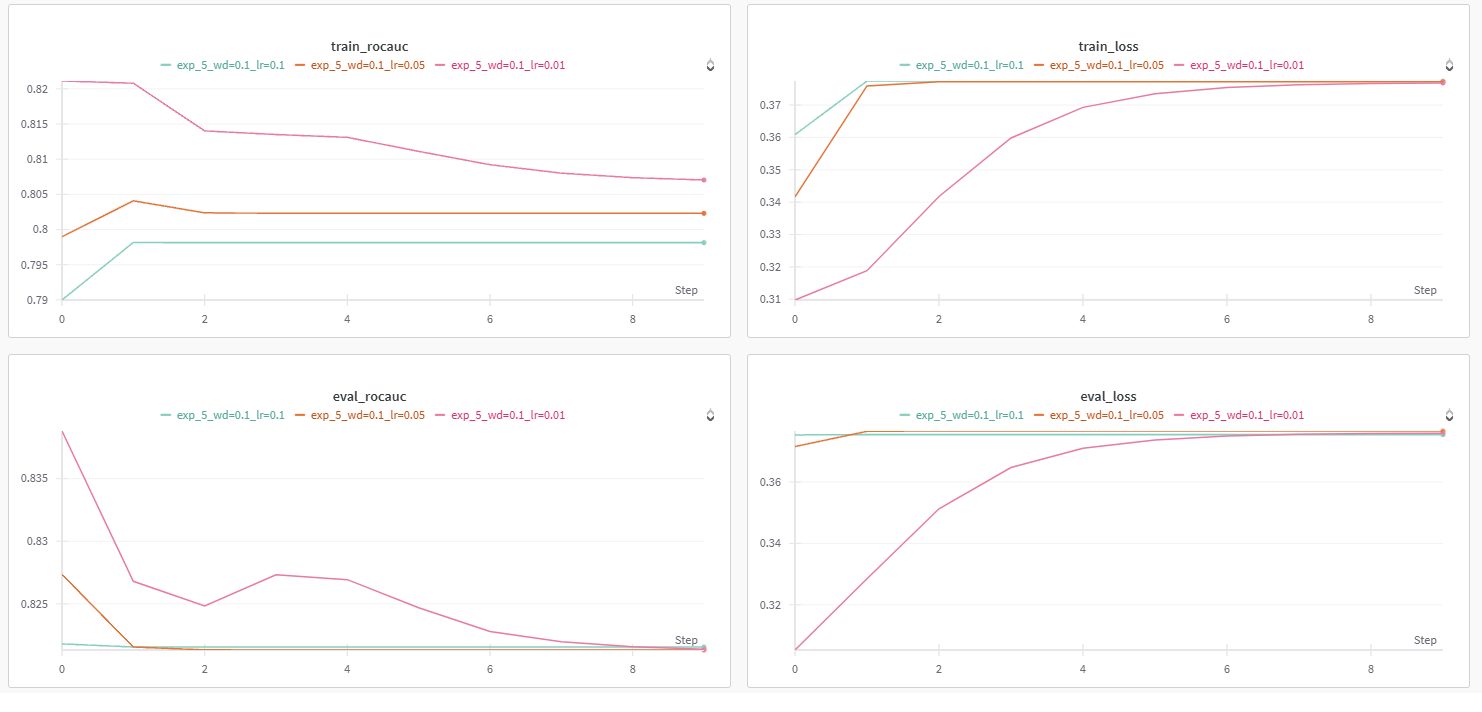 train_rocauc
exp_5_wd=0.1_lr=0.1 exp_5_wd=0.1_lr=0.05 exp_5_wd=0.1_lr=0.01
0.82
0.815
0.81
0.805
0.8
0.795
0.79
Step
0 2 4 6 8
train_loss
exp_5_wd=0.1_lr=0.1 exp_5_wd=0.1_lr=0.05 exp_5_wd=0.1_lr=0.01
0.37
0.36
0.35
0.34
0.33
0.32
0.31
Step
0 2 4 6 8
eval_rocauc
exp_5_wd=0.1_lr=0.1 exp_5_wd=0.1_lr=0.05 exp_5_wd=0.1_lr=0.01
0.835
0.83
0.825
Step
0 2 4 6 8
eval_loss
exp_5_wd=0.1_lr=0.1 exp_5_wd=0.1_lr=0.05 exp_5_wd=0.1_lr=0.01
0.36
0.34
0.32
Step
0 2 4 6 8